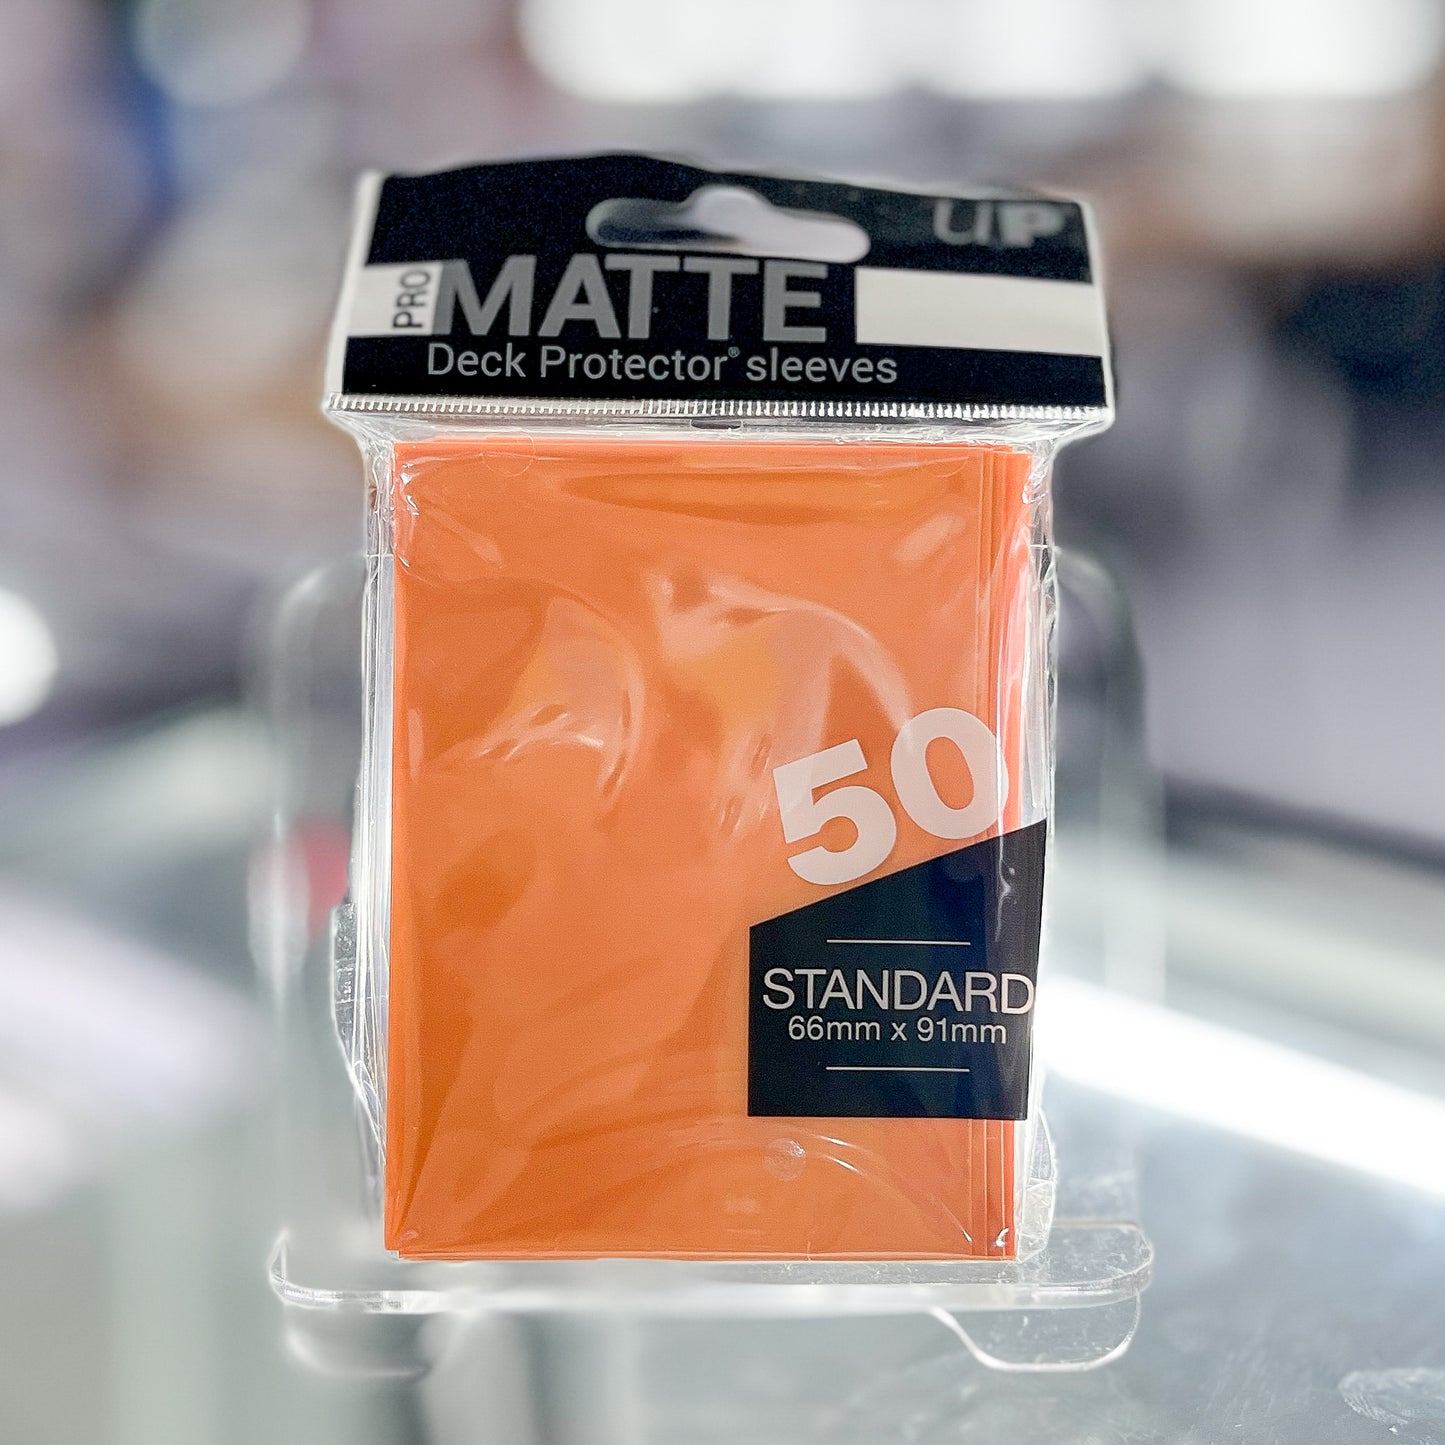 UP
PRO
MATTE
Deck Protector® sleeves
50
STANDARD
66mm x 91mm